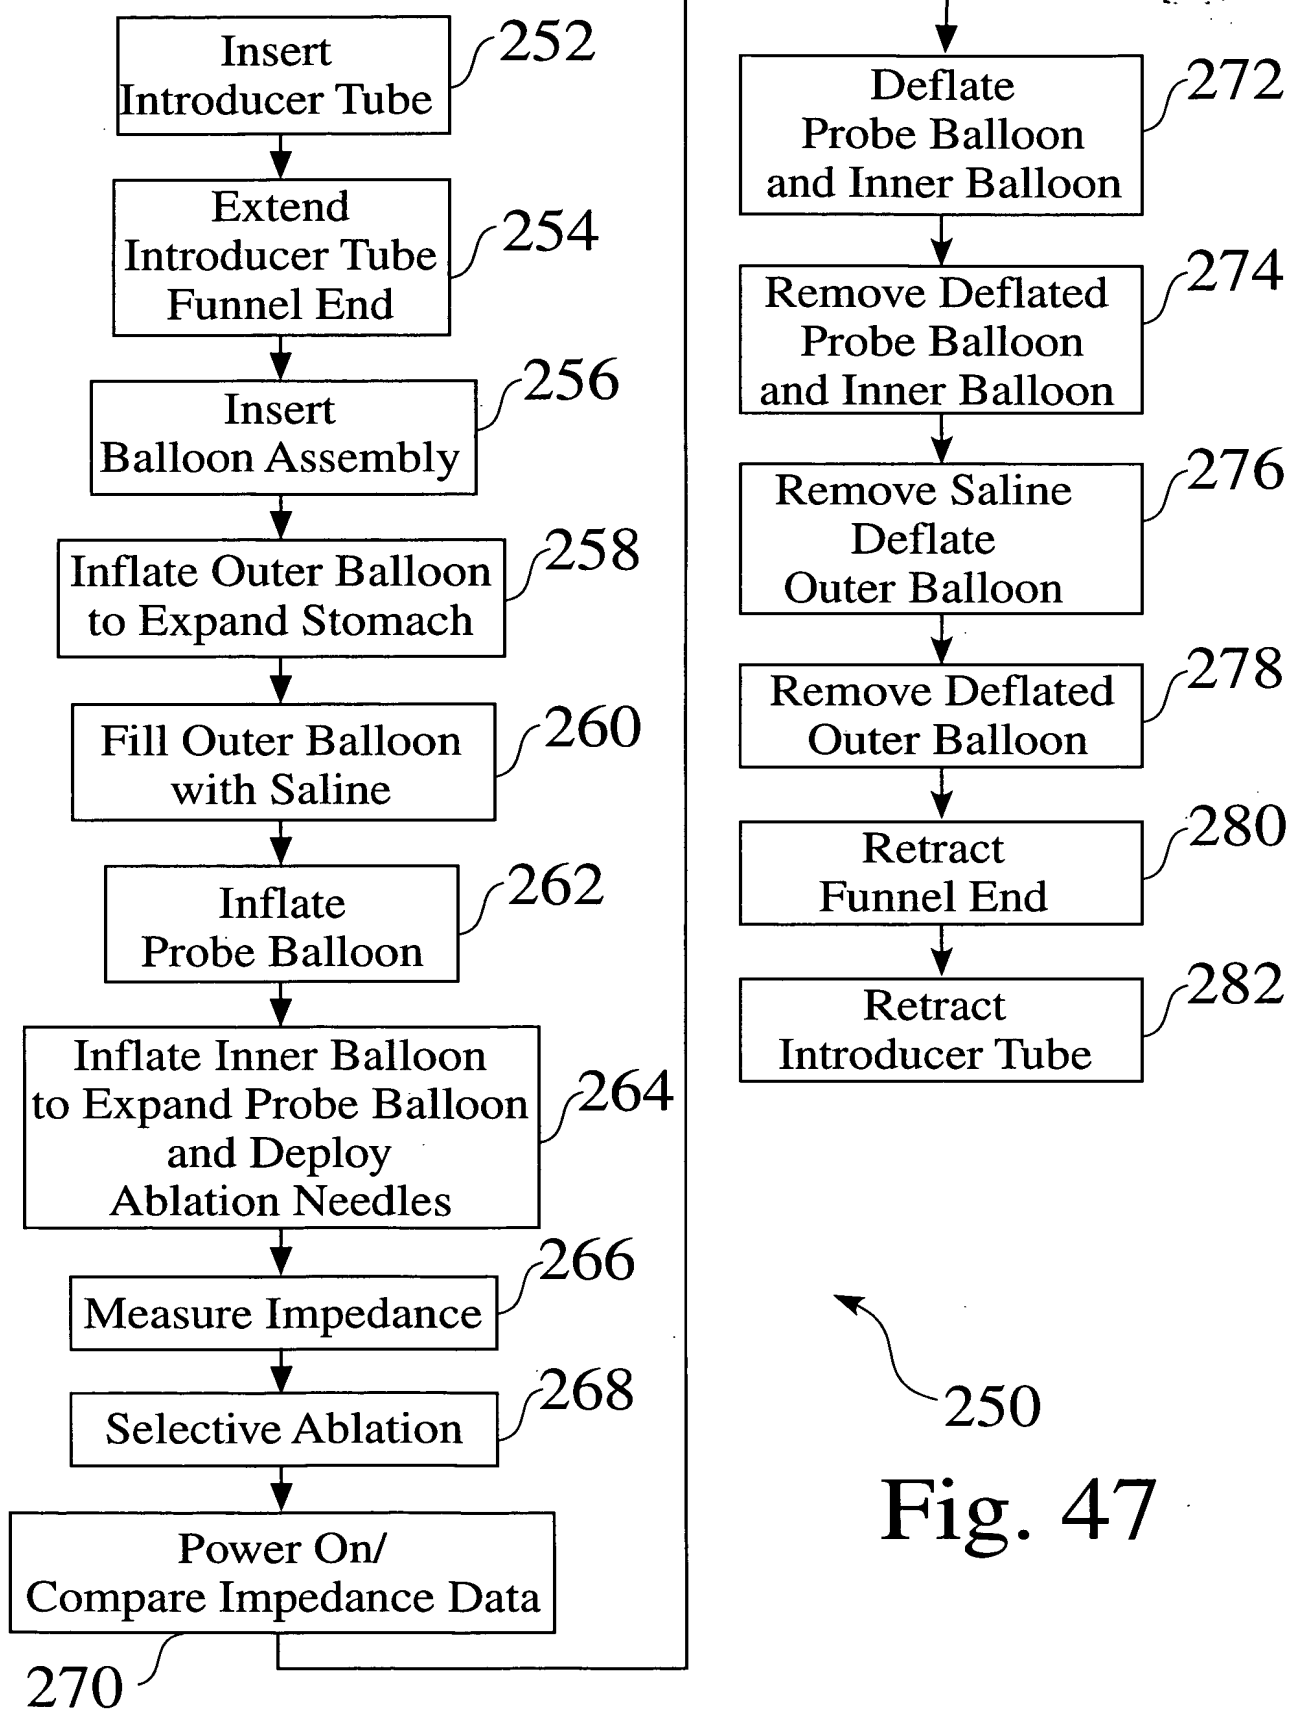 Insert
Introducer Tube
252
Extend
Introducer Tube
Funnel End
254
Insert
Balloon Assembly
256
Inflate Outer Balloon
to Expand Stomach
258
Fill Outer Balloon
with Saline
260
Inflate
Probe Balloon
262
Inflate Inner Balloon
to Expand Probe Balloon
and Deploy
Ablation Needles
264
Measure Impedance
266
Selective Ablation
268
Power On/
Compare Impedance Data
270
Deflate
Probe Balloon
and Inner Balloon
272
Remove Deflated
Probe Balloon
and Inner Balloon
274
Remove Saline
Deflate
Outer Balloon
276
Remove Deflated
Outer Balloon
278
Retract
Funnel End
280
Retract
Introducer Tube
282
250
Fig. 47